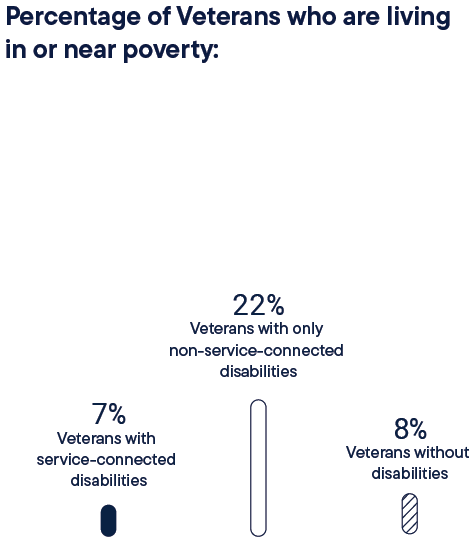 Percentage of Veterans who are living
in or near poverty:
22%
Veterans with only
non-service-connected
disabilities
7%
Veterans with
service-connected
disabilities
8%
Veterans without
disabilities